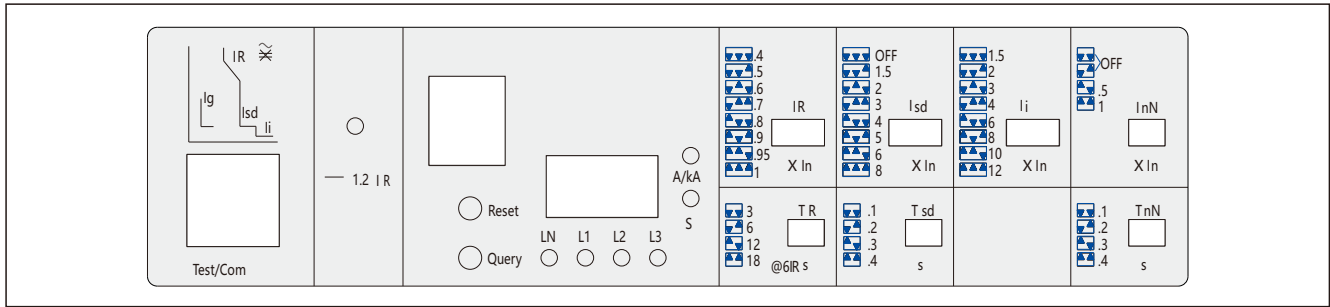 IR
Ig
Isd
Ii
Test/Com
1.2 IR
Reset
Query
LN L1 L2 L3
A/kA
S
.4
.5
.6
.7
.8
.9
.95
1
IR
X In
OFF
1.5
2
3
4
5
6
8
Isd
X In
1.5
2
3
4
6
8
10
12
Ii
X In
OFF
.5
1
InN
X In
3
6
12
18
TR
@6IR s
.1
.2
.3
.4
Tsd
s
.1
.2
.3
.4
TnN
s